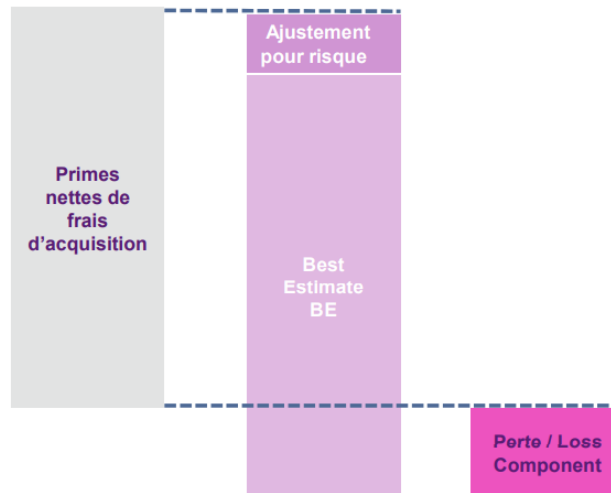 Ajustement
pour risque
Primes
nettes de
frais
d'acquisition
Best
Estimate
BE
Perte / Loss
Component